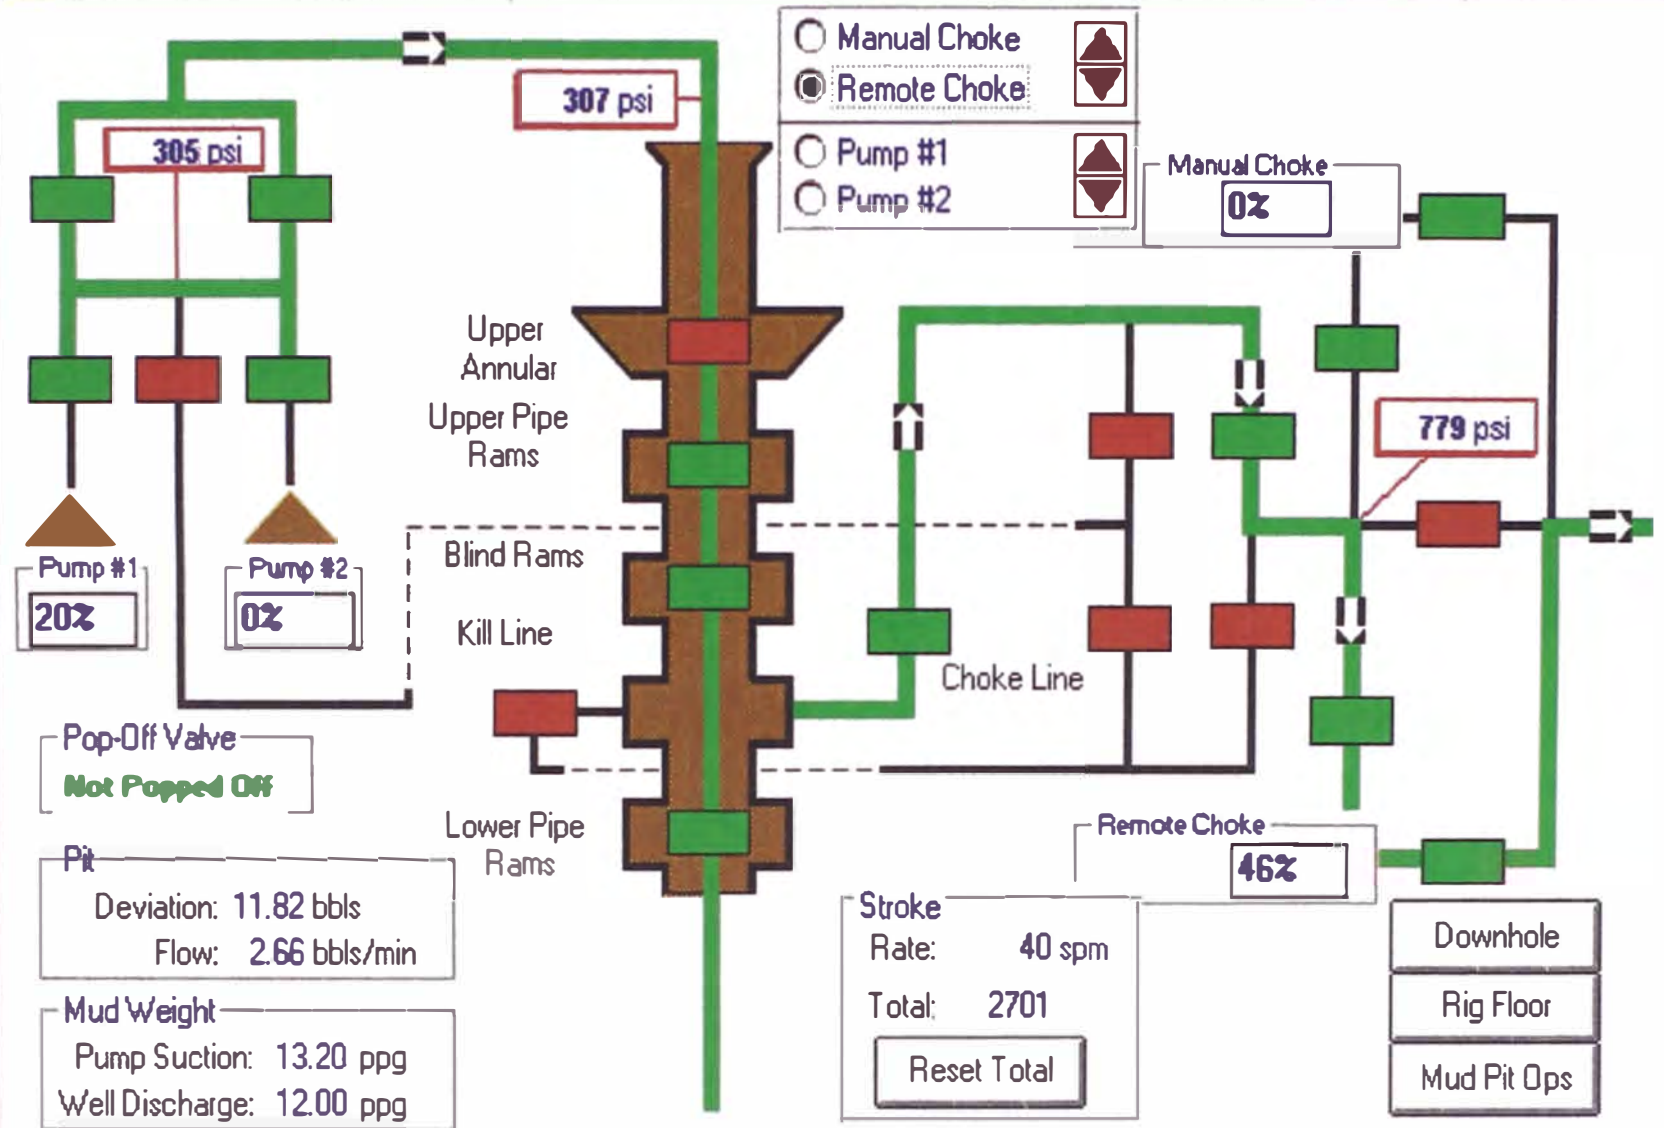 Manual Choke
Remote Choke
307 psi
305 psi
Pump #1
Pump #2
Manual Choke
0%
Upper
Annular
Upper Pipe
Rams
779 psi
Blind Rams
Pump #1
20%
Pump #2
0%
Kill Line
Choke Line
Pop-Off Valve
Not Popped Off
Lower Pipe
Rams
Remote Choke
46%
Pit
Deviation: 11.82 bbls
Flow: 2.66 bbls/min
Stroke
Rate: 40 spm
Total: 2701
Reset Total
Downhole
Rig Floor
Mud Pit Ops
Mud Weight
Pump Suction: 13.20 ppg
Well Discharge: 12.00 ppg